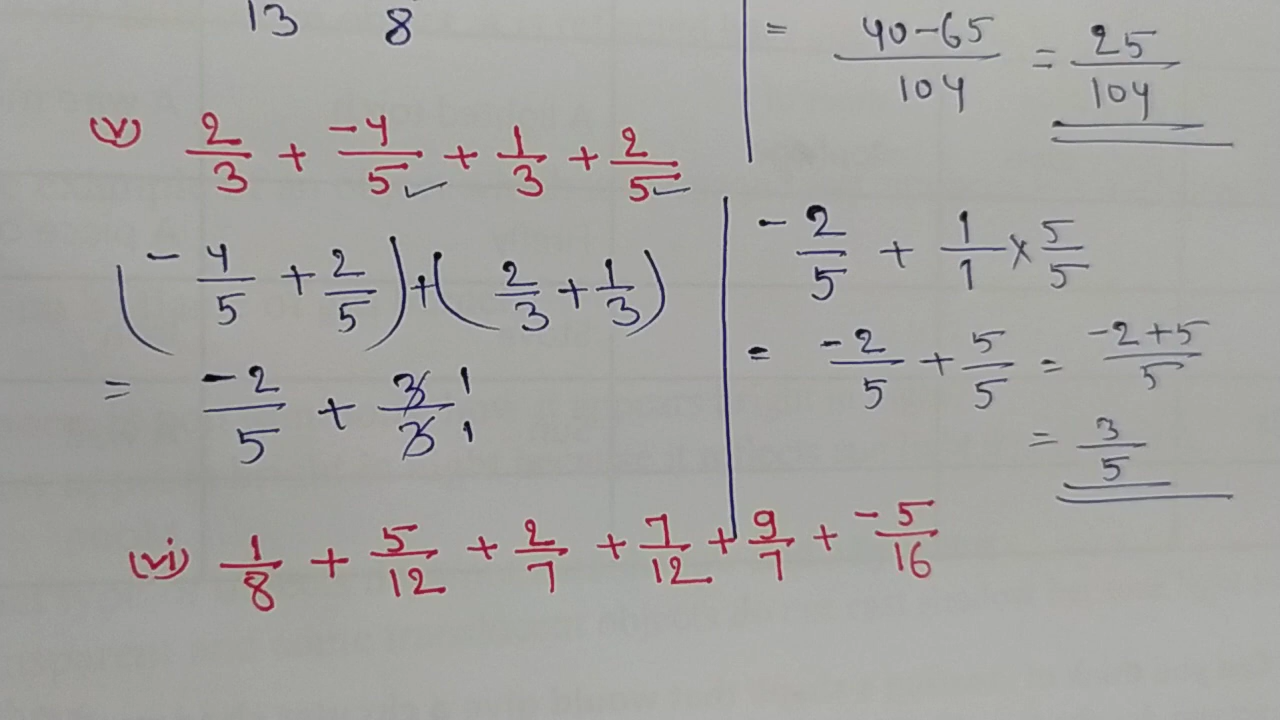 13 8
= 40-65/104 = 25/104
(v) 2/3 + -4/5 ✓ + 1/3 + 2/5 ✓
(-4/5 + 2/5) + (2/3 + 1/3)
= -2/5 + 3/3 1 1
-2/5 + 1/1 × 5/5
= -2/5 + 5/5 = -2+5/5
= 3/5
(vi) 1/8 + 5/12 + 2/7 + 7/12 + 9/7 + -5/16